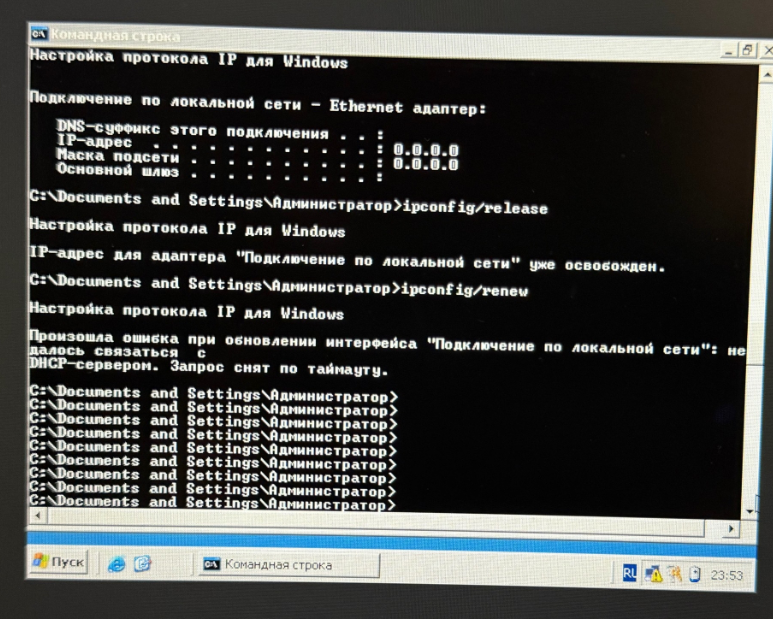 Командная строка
Настройка протокола IP для Windows
Подключение по локальной сети - Ethernet адаптер:
DNS-суффикс этого подключения . . :
IP-адрес . . . . . . . . . . . . : 0.0.0.0
Маска подсети . . . . . . . . . . : 0.0.0.0
Основной шлюз . . . . . . . . . . :
C:\Documents and Settings\Администратор>ipconfig/release
Настройка протокола IP для Windows
IP-адрес для адаптера "Подключение по локальной сети" уже освобожден.
C:\Documents and Settings\Администратор>ipconfig/renew
Настройка протокола IP для Windows
Произошла ошибка при обновлении интерфейса "Подключение по локальной сети": не
далось связаться с
DHCP-сервером. Запрос снят по таймауту.
C:\Documents and Settings\Администратор>
C:\Documents and Settings\Администратор>
C:\Documents and Settings\Администратор>
C:\Documents and Settings\Администратор>
C:\Documents and Settings\Администратор>
C:\Documents and Settings\Администратор>
C:\Documents and Settings\Администратор>
C:\Documents and Settings\Администратор>
Пуск Командная строка RU 23:53